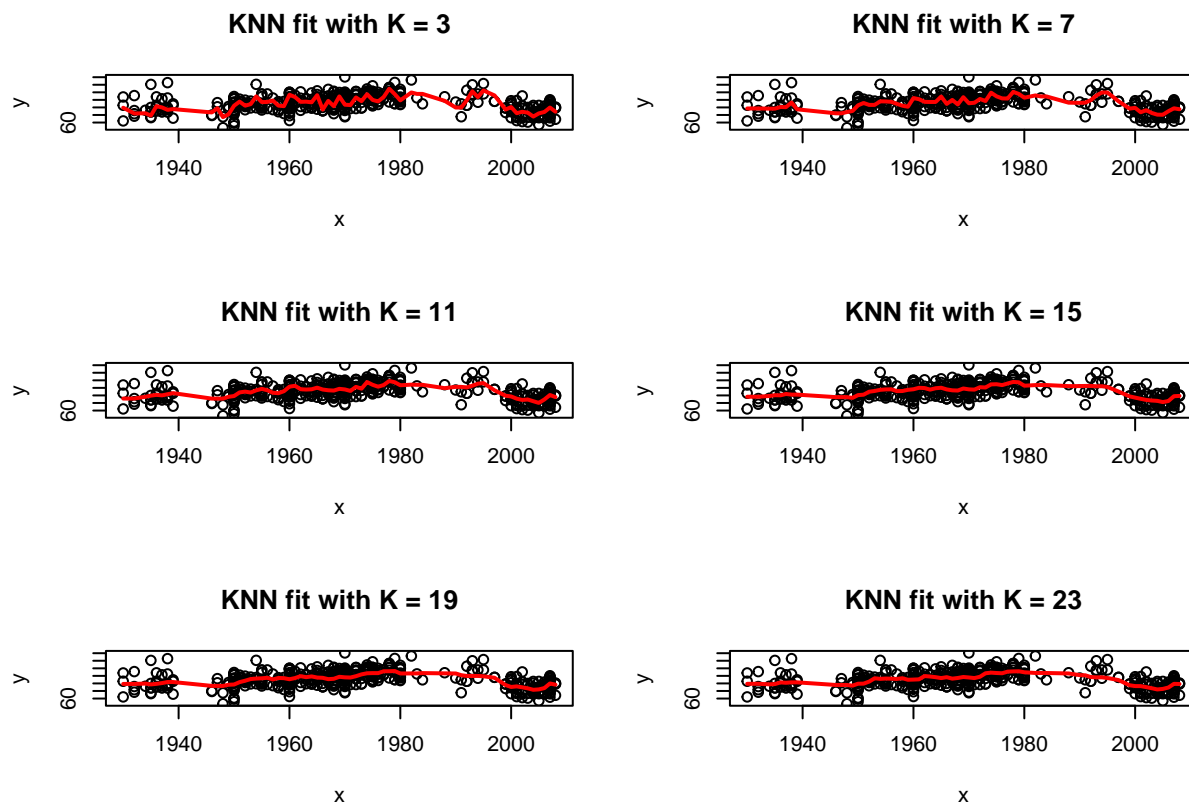 KNN fit with K = 3
y
60
1940 1960 1980 2000
x
KNN fit with K = 7
y
60
1940 1960 1980 2000
x
KNN fit with K = 11
y
60
1940 1960 1980 2000
x
KNN fit with K = 15
y
60
1940 1960 1980 2000
x
KNN fit with K = 19
y
60
1940 1960 1980 2000
x
KNN fit with K = 23
y
60
1940 1960 1980 2000
x